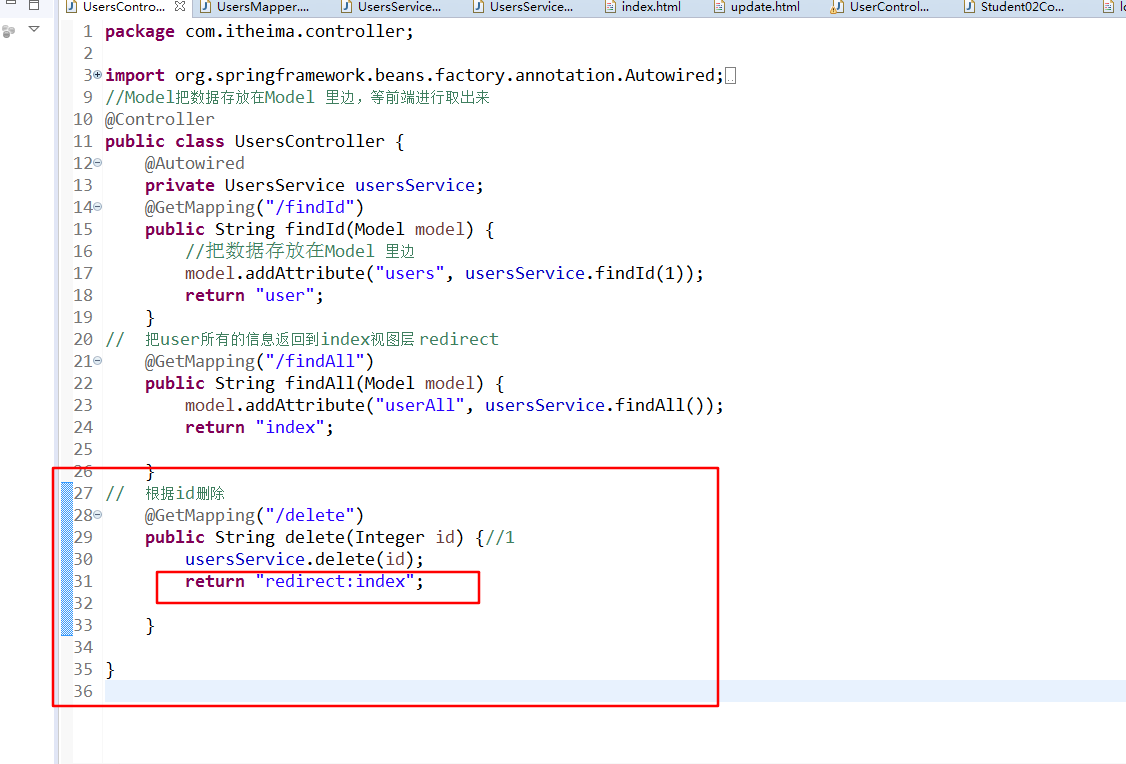 UsersContro... UsersMapper.... UsersService... UsersService... index.html update.html UserControl... Student02Co...
1 package com.itheima.controller;
2
3 import org.springframework.beans.factory.annotation.Autowired;
9 //Model把数据存放在Model 里边，等前端进行取出来
10 @Controller
11 public class UsersController {
12 @Autowired
13 private UsersService usersService;
14 @GetMapping("/findId")
15 public String findId(Model model) {
16 //把数据存放在Model 里边
17 model.addAttribute("users", usersService.findId(1));
18 return "user";
19 }
20 // 把user所有的信息返回到index视图层 redirect
21 @GetMapping("/findAll")
22 public String findAll(Model model) {
23 model.addAttribute("userAll", usersService.findAll());
24 return "index";
25
26 }
27 // 根据id删除
28 @GetMapping("/delete")
29 public String delete(Integer id) {//1
30 usersService.delete(id);
31 return "redirect:index";
32
33 }
34
35 }
36